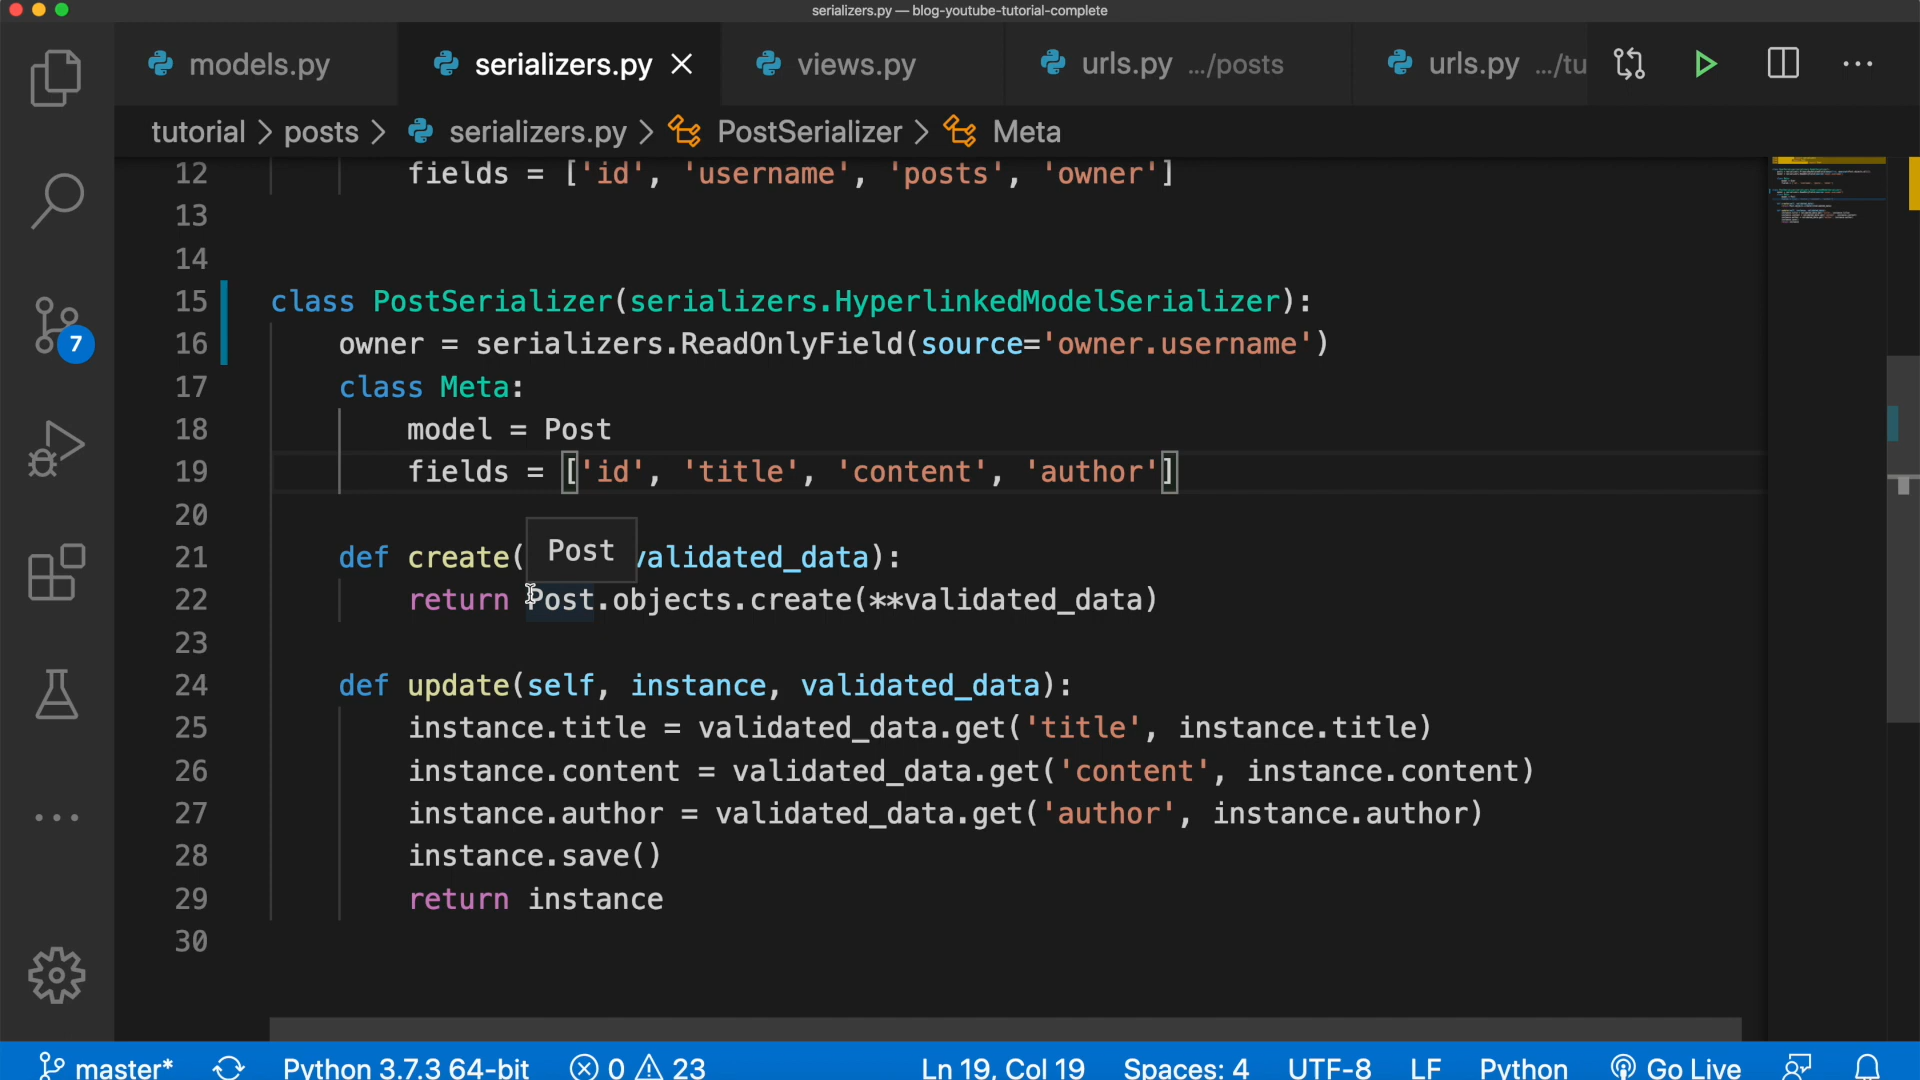 serializers.py — blog-youtube-tutorial-complete
models.py serializers.py views.py urls.py .../posts urls.py .../tu
tutorial > posts > serializers.py > PostSerializer > Meta
12 fields = ['id', 'username', 'posts', 'owner']
13
14
15 class PostSerializer(serializers.HyperlinkedModelSerializer):
16 owner = serializers.ReadOnlyField(source='owner.username')
17 class Meta:
18 model = Post
19 fields = ['id', 'title', 'content', 'author']
20
21 def create( Post validated_data):
22 return Post.objects.create(**validated_data)
23
24 def update(self, instance, validated_data):
25 instance.title = validated_data.get('title', instance.title)
26 instance.content = validated_data.get('content', instance.content)
27 instance.author = validated_data.get('author', instance.author)
28 instance.save()
29 return instance
30
7
master* Python 3.7.3 64-bit 0 23 Ln 19, Col 19 Spaces: 4 UTF-8 LF Python Go Live